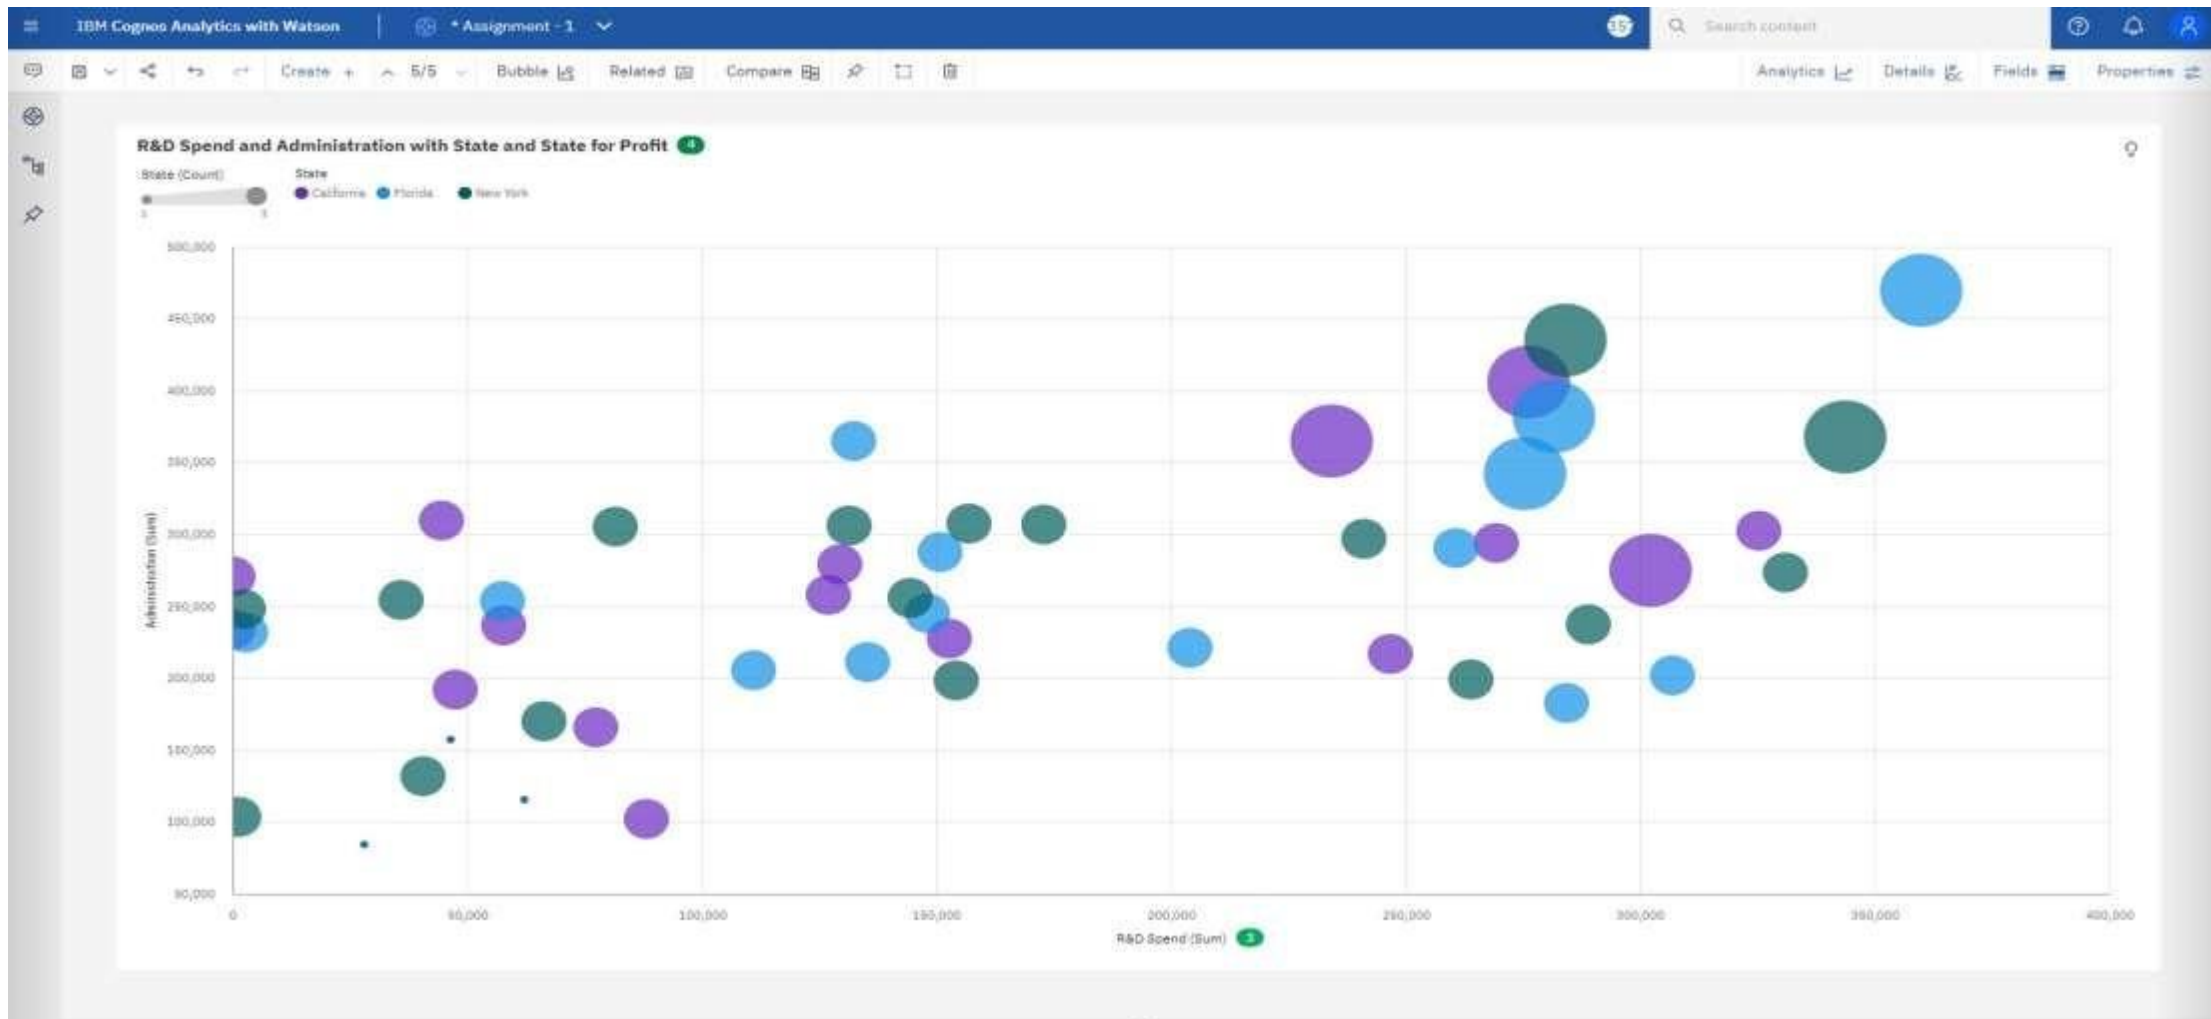 IBM Cognos Analytics with Watson
* Assignment - 1
Search content
Create + 5/5 Bubble Related Compare Analytics Details Fields Properties
R&D Spend and Administration with State and State for Profit 4
State (Count)
1 3
State
California Florida New York
500,000
450,000
400,000
350,000
300,000
250,000
200,000
150,000
100,000
50,000
Administration (Sum)
0 50,000 100,000 150,000 200,000 250,000 300,000 350,000 400,000
R&D Spend (Sum) 3